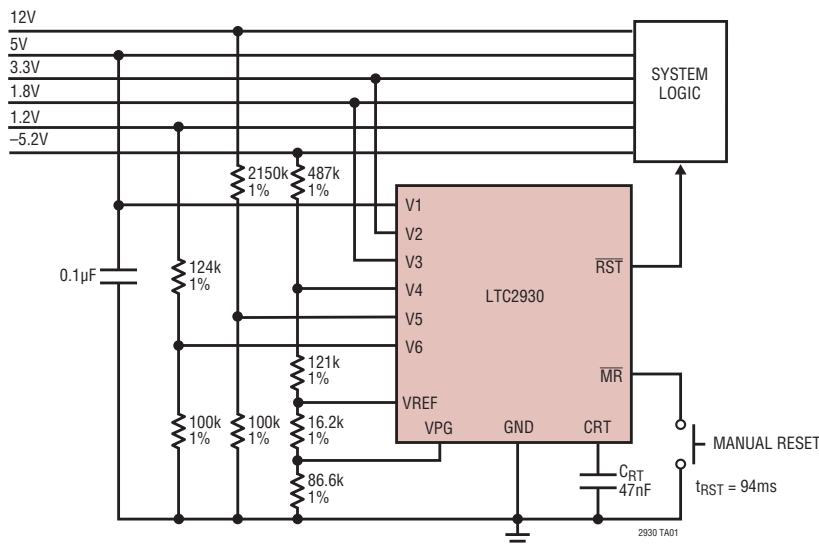 12V
5V
3.3V
1.8V
1.2V
–5.2V
SYSTEM
LOGIC
2150k
1%
487k
1%
124k
1%
0.1µF
V1
V2
V3
V4
V5
V6
VREF
VPG
GND
CRT
LTC2930
RST
MR
121k
1%
100k
1%
100k
1%
16.2k
1%
86.6k
1%
CRT
47nF
MANUAL RESET
tRST = 94ms
2930 TA01